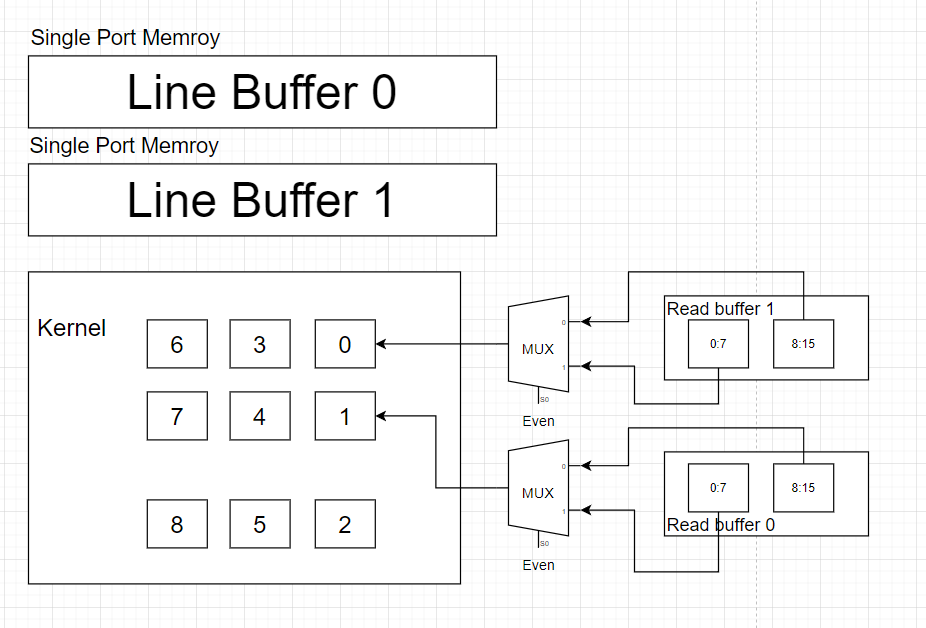 Single Port Memroy
Line Buffer 0
Single Port Memroy
Line Buffer 1
Kernel
6 3 0
7 4 1
8 5 2
0
MUX
1
S0
Even
0
MUX
1
S0
Even
Read buffer 1
0:7 8:15
0:7 8:15
Read buffer 0